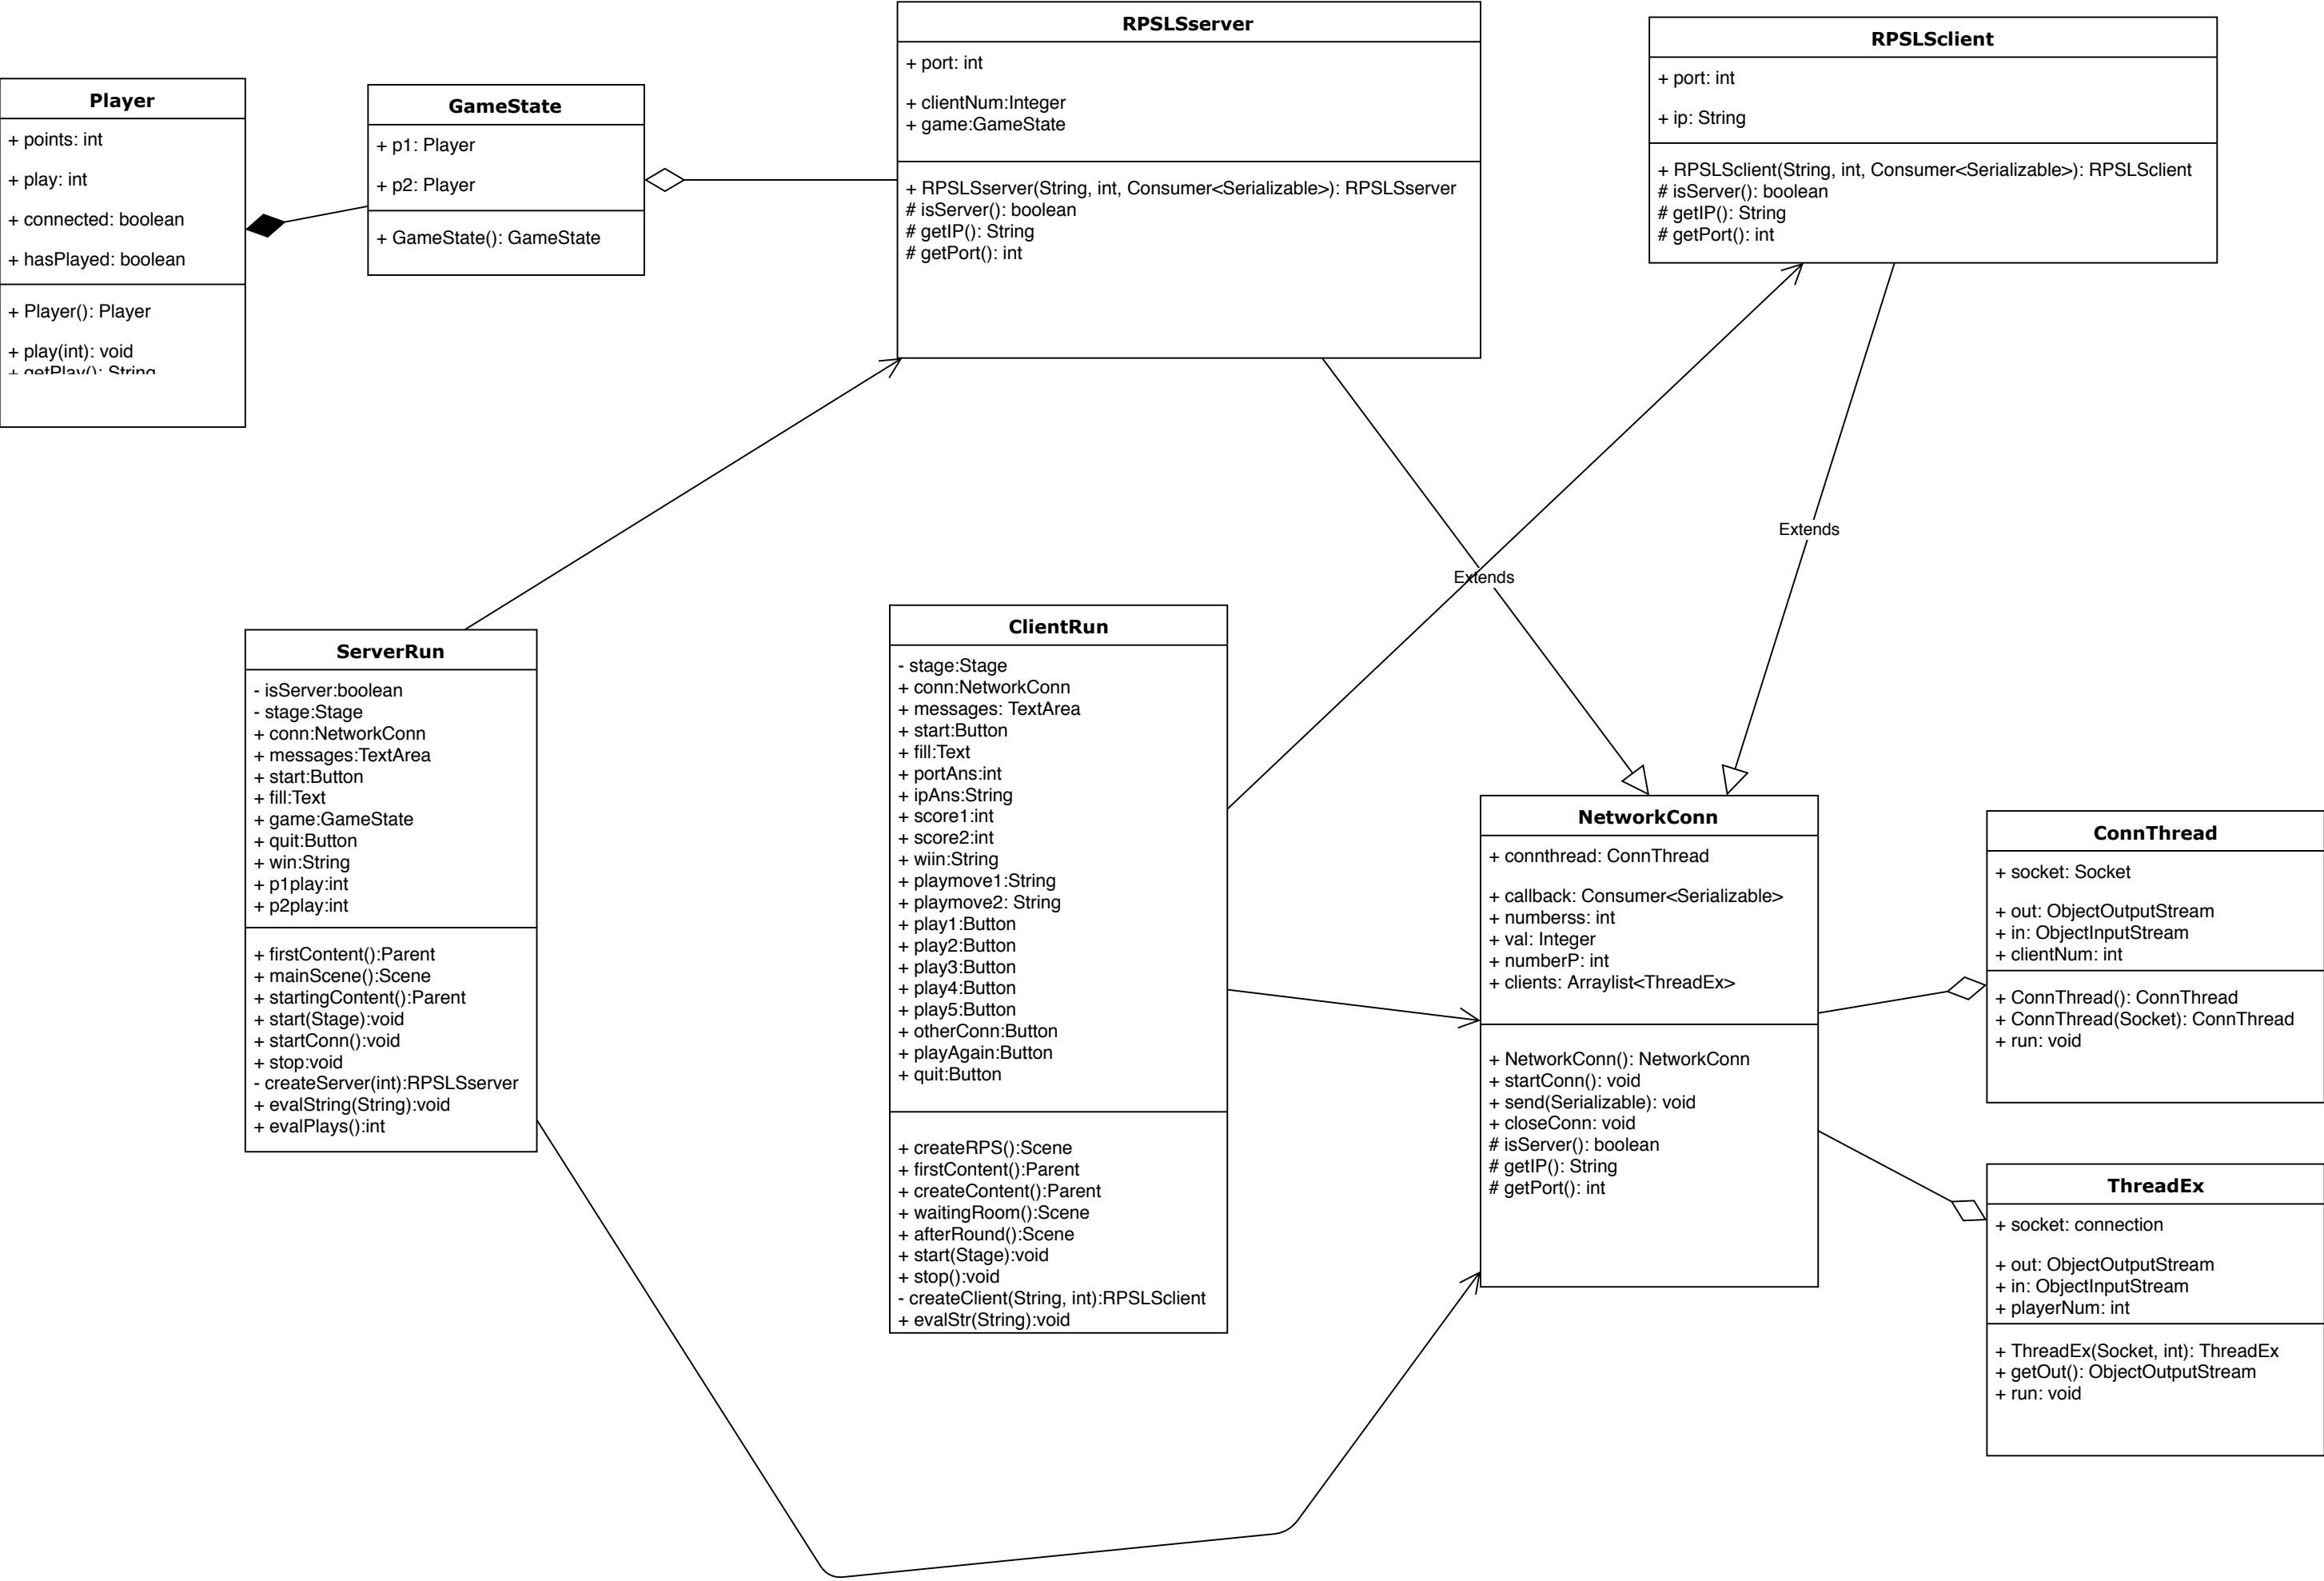 Player
+ points: int
+ play: int
+ connected: boolean
+ hasPlayed: boolean
+ Player(): Player
+ play(int): void
+ getPlay(): String
GameState
+ p1: Player
+ p2: Player
+ GameState(): GameState
RPSLSserver
+ port: int
+ clientNum:Integer
+ game:GameState
+ RPSLSserver(String, int, Consumer<Serializable>): RPSLSserver
# isServer(): boolean
# getIP(): String
# getPort(): int
RPSLSclient
+ port: int
+ ip: String
+ RPSLSclient(String, int, Consumer<Serializable>): RPSLSclient
# isServer(): boolean
# getIP(): String
# getPort(): int
Extends
Extends
ServerRun
- isServer:boolean
- stage:Stage
+ conn:NetworkConn
+ messages:TextArea
+ start:Button
+ fill:Text
+ game:GameState
+ quit:Button
+ win:String
+ p1play:int
+ p2play:int
+ firstContent():Parent
+ mainScene():Scene
+ startingContent():Parent
+ start(Stage):void
+ startConn():void
+ stop:void
- createServer(int):RPSLSserver
+ evalString(String):void
+ evalPlays():int
ClientRun
- stage:Stage
+ conn:NetworkConn
+ messages: TextArea
+ start:Button
+ fill:Text
+ portAns:int
+ ipAns:String
+ score1:int
+ score2:int
+ wiin:String
+ playmove1:String
+ playmove2: String
+ play1:Button
+ play2:Button
+ play3:Button
+ play4:Button
+ play5:Button
+ otherConn:Button
+ playAgain:Button
+ quit:Button
+ createRPS():Scene
+ firstContent():Parent
+ createContent():Parent
+ waitingRoom():Scene
+ afterRound():Scene
+ start(Stage):void
+ stop():void
- createClient(String, int):RPSLSclient
+ evalStr(String):void
NetworkConn
+ connthread: ConnThread
+ callback: Consumer<Serializable>
+ numberss: int
+ val: Integer
+ numberP: int
+ clients: Arraylist<ThreadEx>
+ NetworkConn(): NetworkConn
+ startConn(): void
+ send(Serializable): void
+ closeConn: void
# isServer(): boolean
# getIP(): String
# getPort(): int
ConnThread
+ socket: Socket
+ out: ObjectOutputStream
+ in: ObjectInputStream
+ clientNum: int
+ ConnThread(): ConnThread
+ ConnThread(Socket): ConnThread
+ run: void
ThreadEx
+ socket: connection
+ out: ObjectOutputStream
+ in: ObjectInputStream
+ playerNum: int
+ ThreadEx(Socket, int): ThreadEx
+ getOut(): ObjectOutputStream
+ run: void